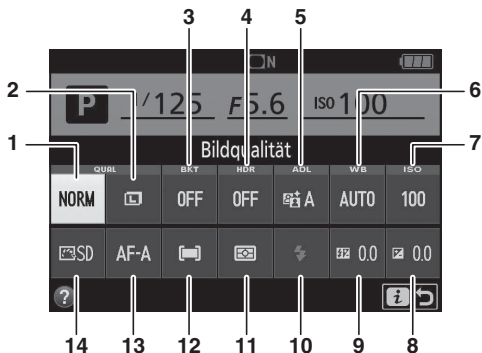 3 4 5
N
2 6
P 1/125 F5.6 ISO 100
1 Bildqualität 7
QUAL BKT HDR ADL WB ISO
NORM L OFF OFF A AUTO 100
SD AF-A 0.0 0.0
? i
14 13 12 11 10 9 8